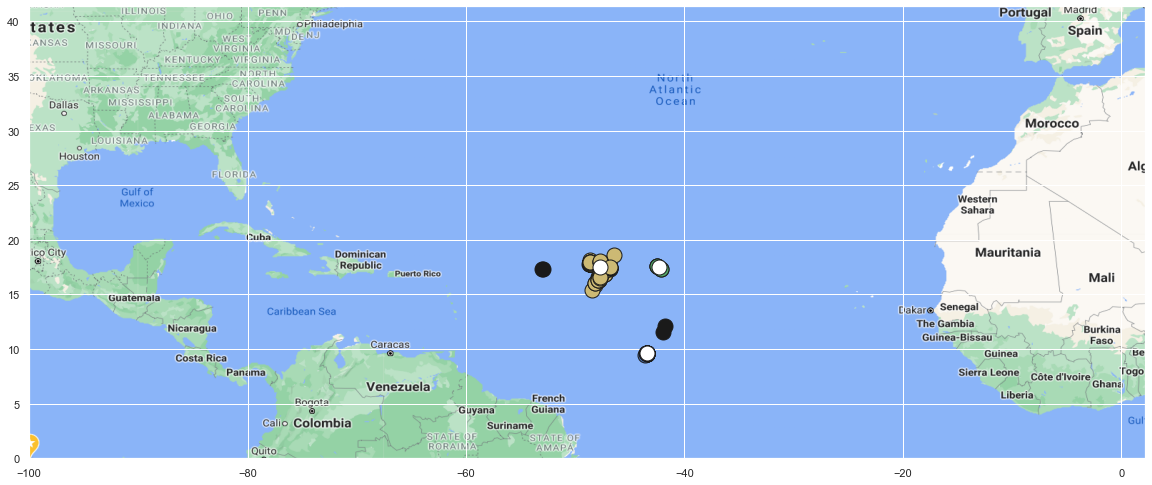 40
35
30
25
20
15
10
5
0
−100
−80
−60
−40
−20
0
tates
ILLINOIS
OHIO
PENN
INDIANA
Philadelphia
MD
DE
NJ
ANSAS
MISSOURI
WEST
VIRGINIA
KENTUCKY
VIRGINIA
OKLAHOMA
TENNESSEE
NORTH
CAROLINA
ARKANSAS
MISSISSIPPI
SOUTH
CAROLINA
Dallas
ALABAMA
EXAS
GEORGIA
LOUISIANA
Houston
FLORIDA
Gulf of
Mexico
Cuba
ico City
Dominican
Republic
Puerto Rico
Guatemala
Caribbean Sea
Nicaragua
Costa Rica
Panama
Caracas
Venezuela
Bogota
Cali
Colombia
Guyana
French
Guiana
Suriname
STATE OF
RORAIMA
STATE OF
AMAPA
Quito
North
Atlantic
Ocean
Portugal
Madrid
Spain
Morocco
Alg
Western
Sahara
Mauritania
Mali
Dakar
Senegal
The Gambia
Guinea-Bissau
Burkina
Faso
Guinea
Be
Sierra Leone
Côte d'Ivoire
Togo
Ghana
Liberia
Gulf